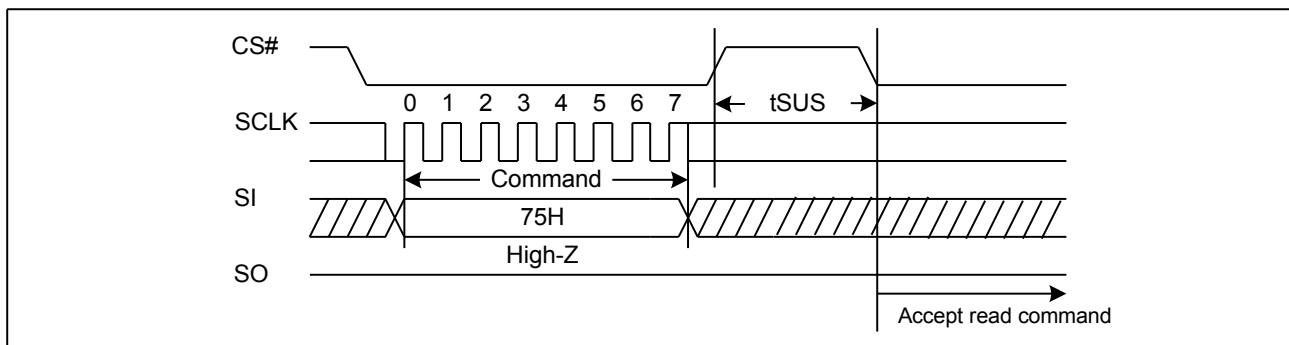 CS#
tSUS
0 1 2 3 4 5 6 7
SCLK
Command
SI
75H
High-Z
SO
Accept read command